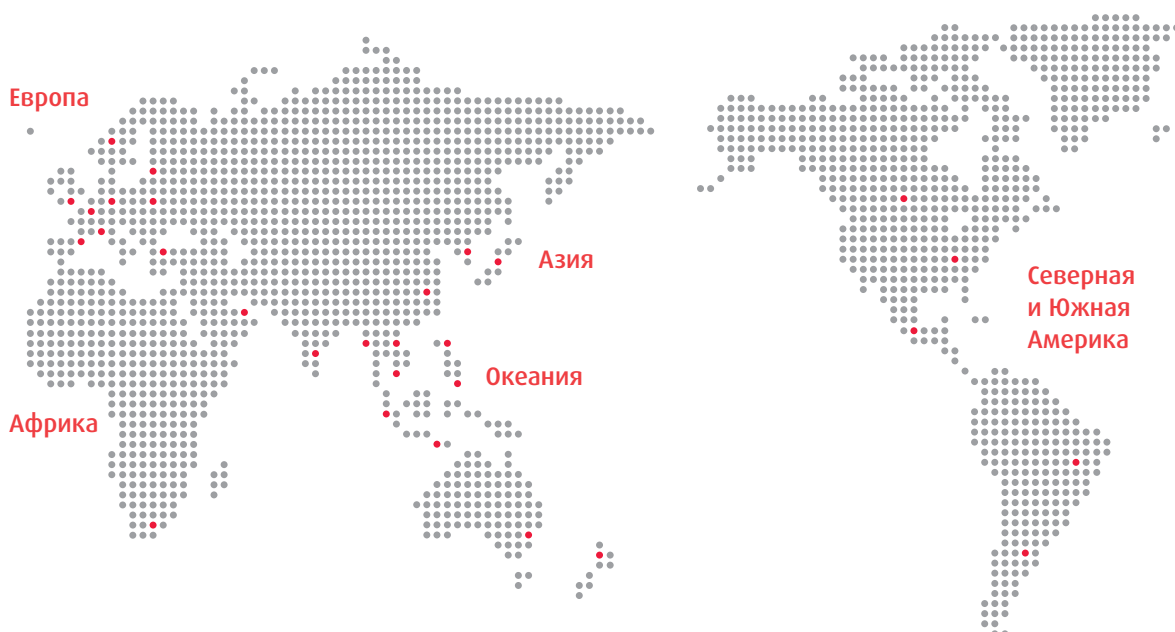 Европа
Азия
Северная
и Южная
Америка
Океания
Африка